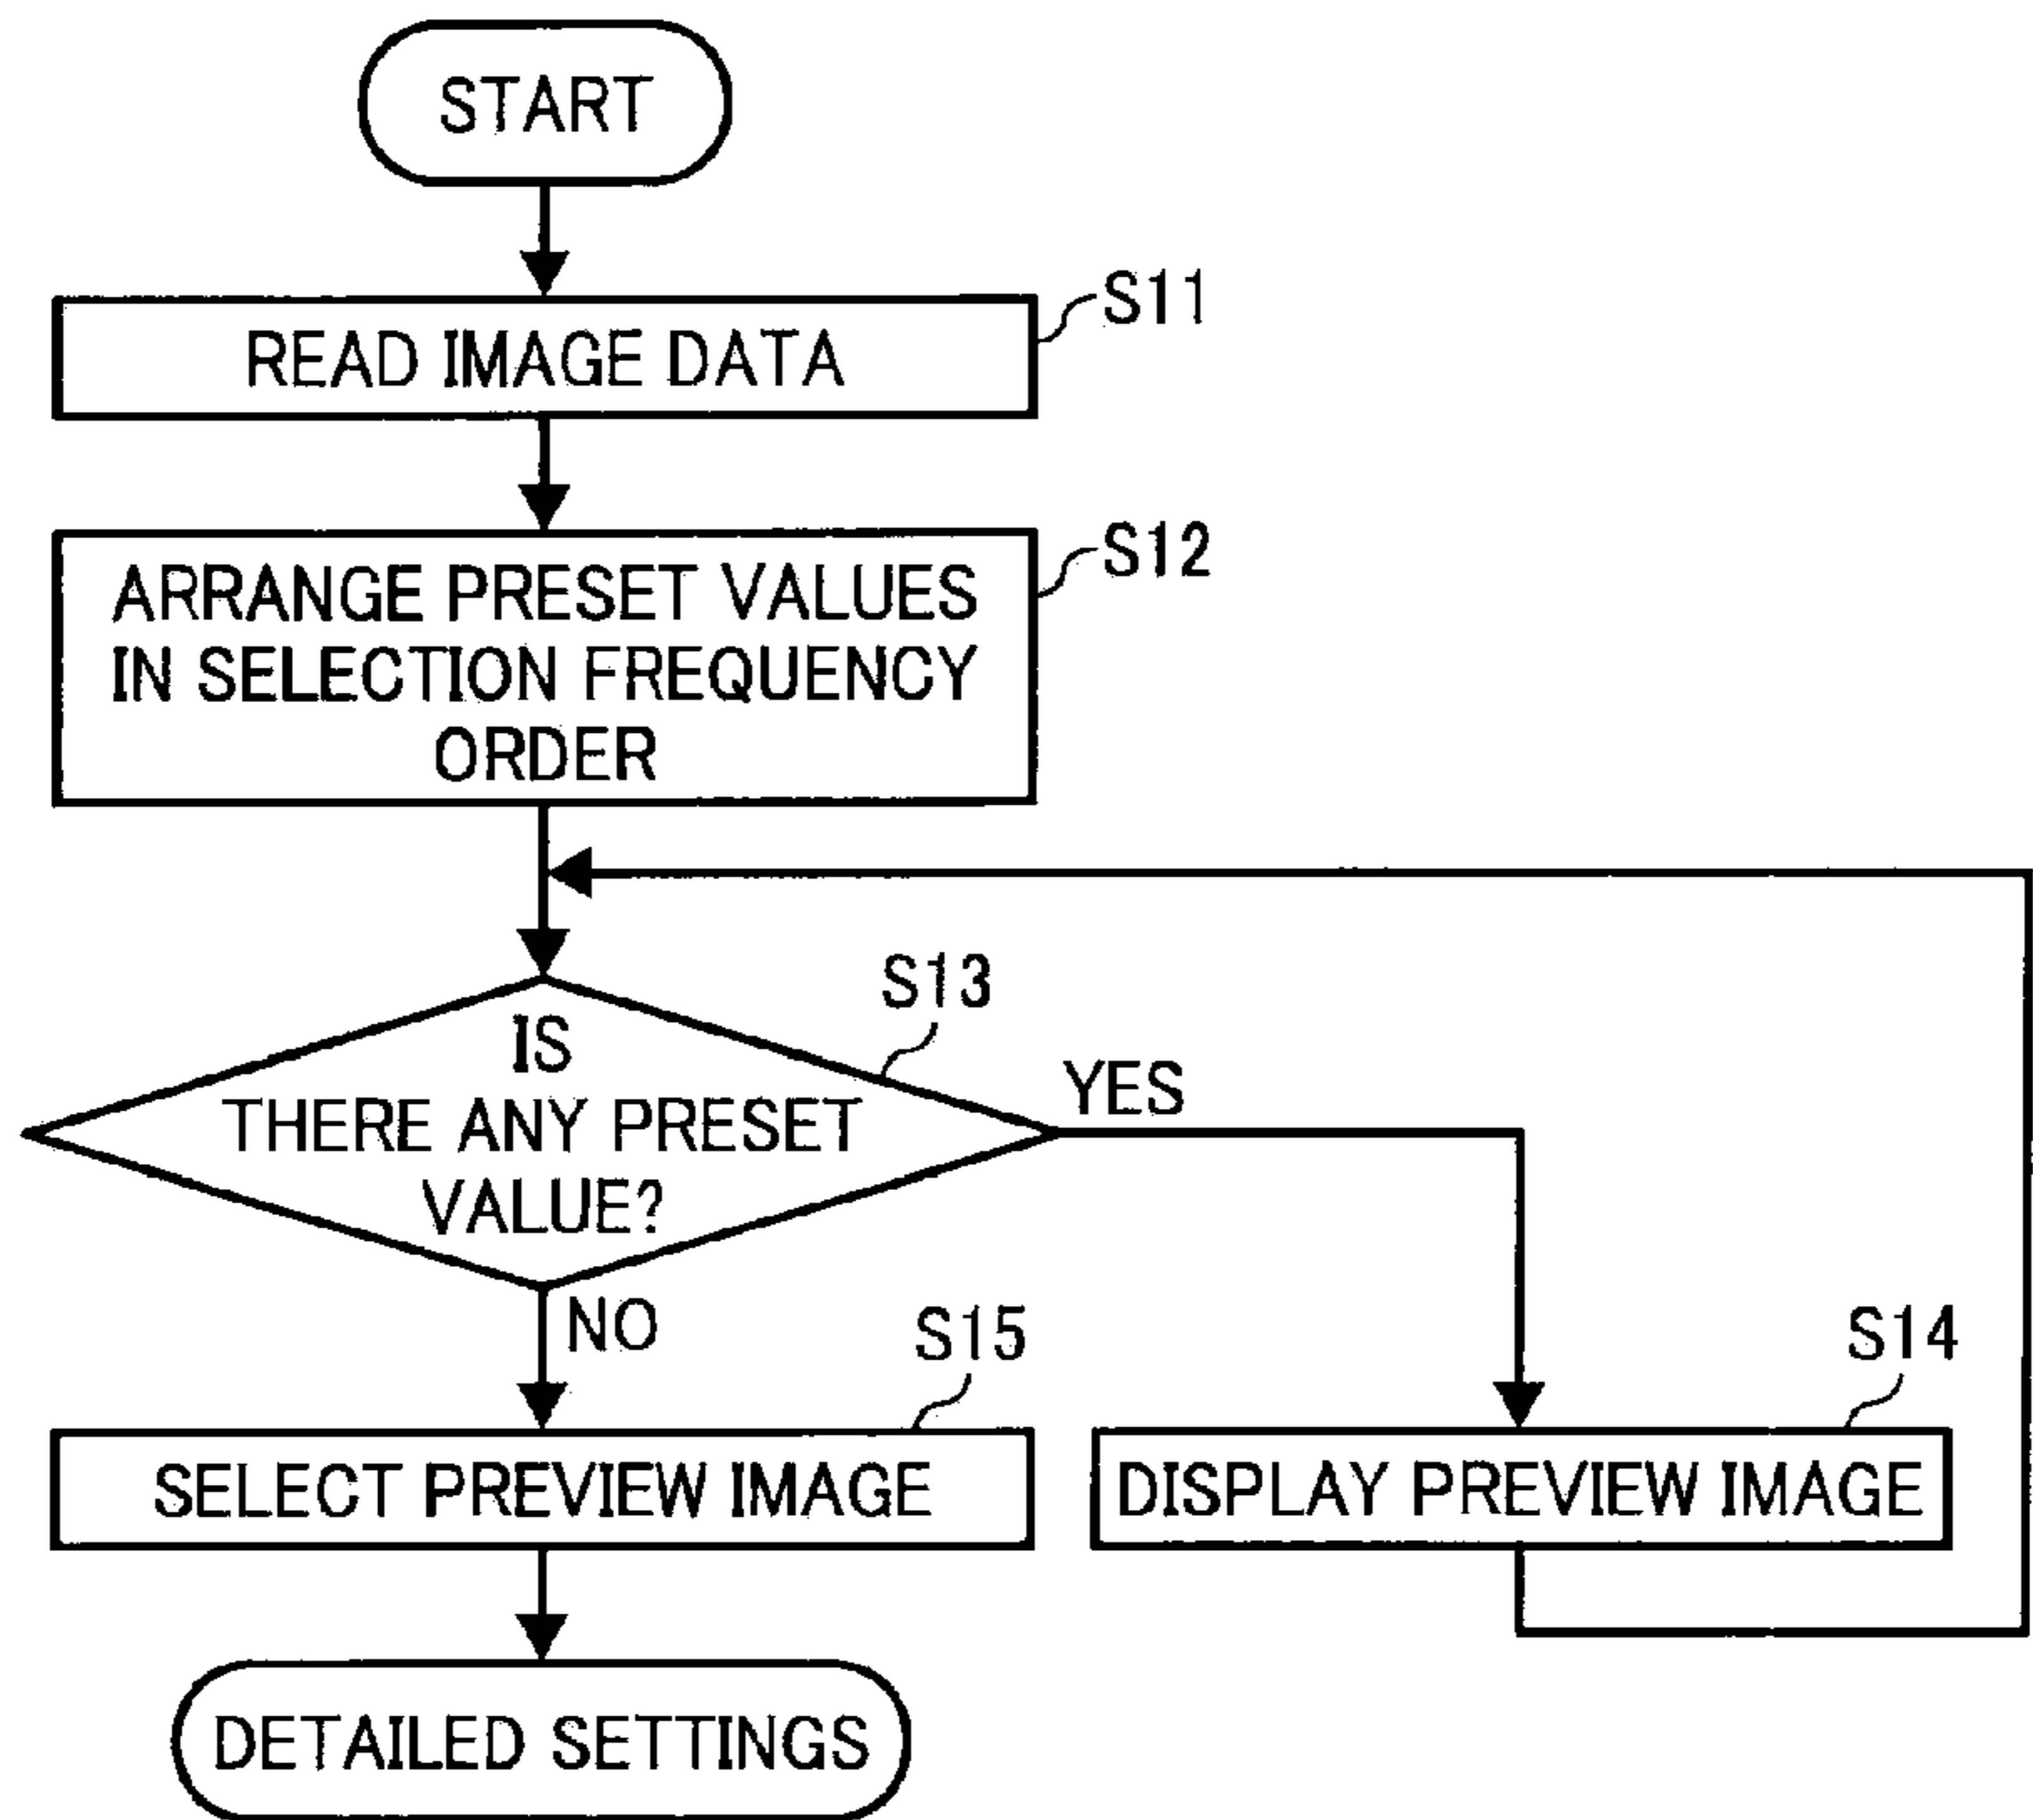 START
S11
READ IMAGE DATA
S12
ARRANGE PRESET VALUES
IN SELECTION FREQUENCY
ORDER
S13
IS
THERE ANY PRESET
VALUE?
YES
NO
S15
SELECT PREVIEW IMAGE
S14
DISPLAY PREVIEW IMAGE
DETAILED SETTINGS